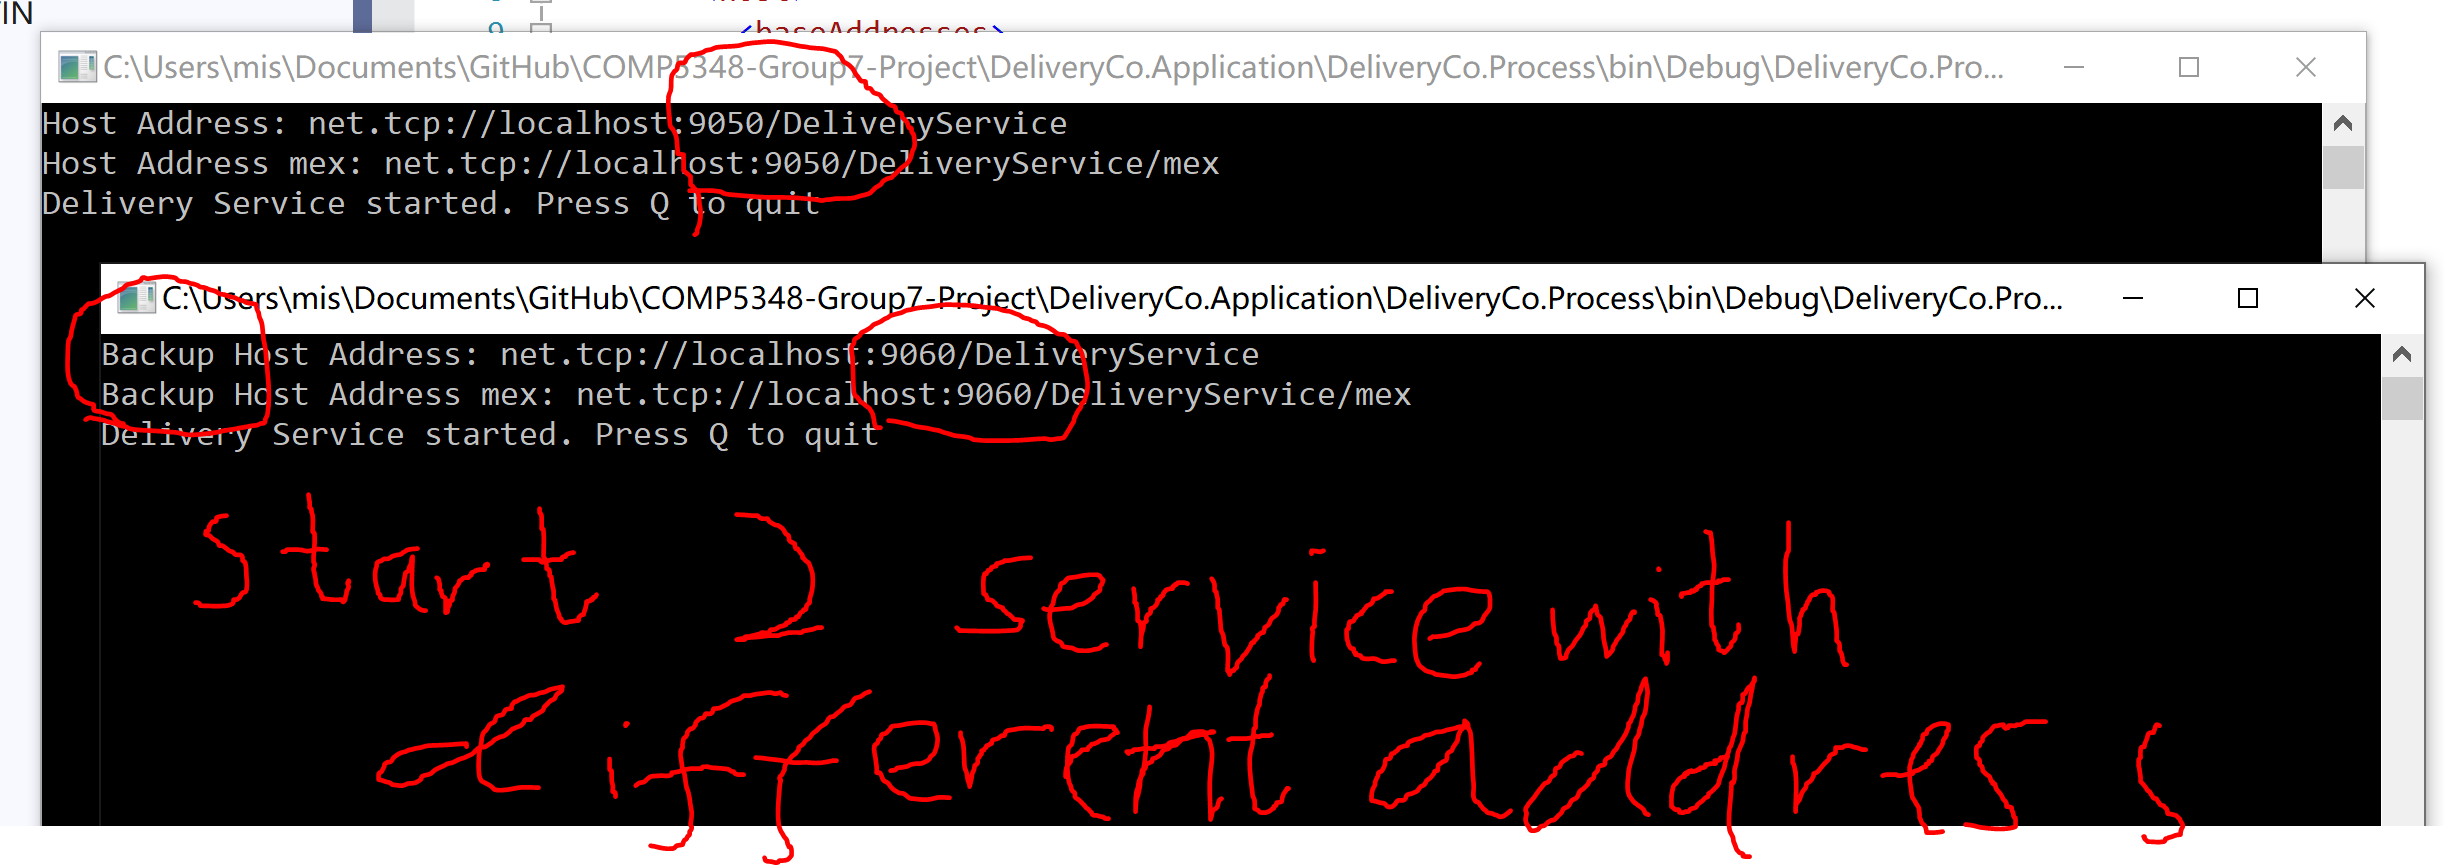 IN
9
<baseAddresses>
C:\Users\mis\Documents\GitHub\COMP5348-Group7-Project\DeliveryCo.Application\DeliveryCo.Process\bin\Debug\DeliveryCo.Pro...
Host Address: net.tcp://localhost:9050/DeliveryService
Host Address mex: net.tcp://localhost:9050/DeliveryService/mex
Delivery Service started. Press Q to quit
C:\Users\mis\Documents\GitHub\COMP5348-Group7-Project\DeliveryCo.Application\DeliveryCo.Process\bin\Debug\DeliveryCo.Pro...
Backup Host Address: net.tcp://localhost:9060/DeliveryService
Backup Host Address mex: net.tcp://localhost:9060/DeliveryService/mex
Delivery Service started. Press Q to quit
Start 2 service with
different address